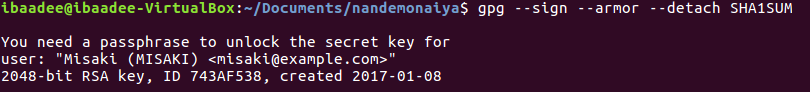 ibaadee@ibaadee-VirtualBox:~/Documents/nandemonaiya$ gpg --sign --armor --detach SHA1SUM
You need a passphrase to unlock the secret key for
user: "Misaki (MISAKI) <misaki@example.com>"
2048-bit RSA key, ID 743AF538, created 2017-01-08